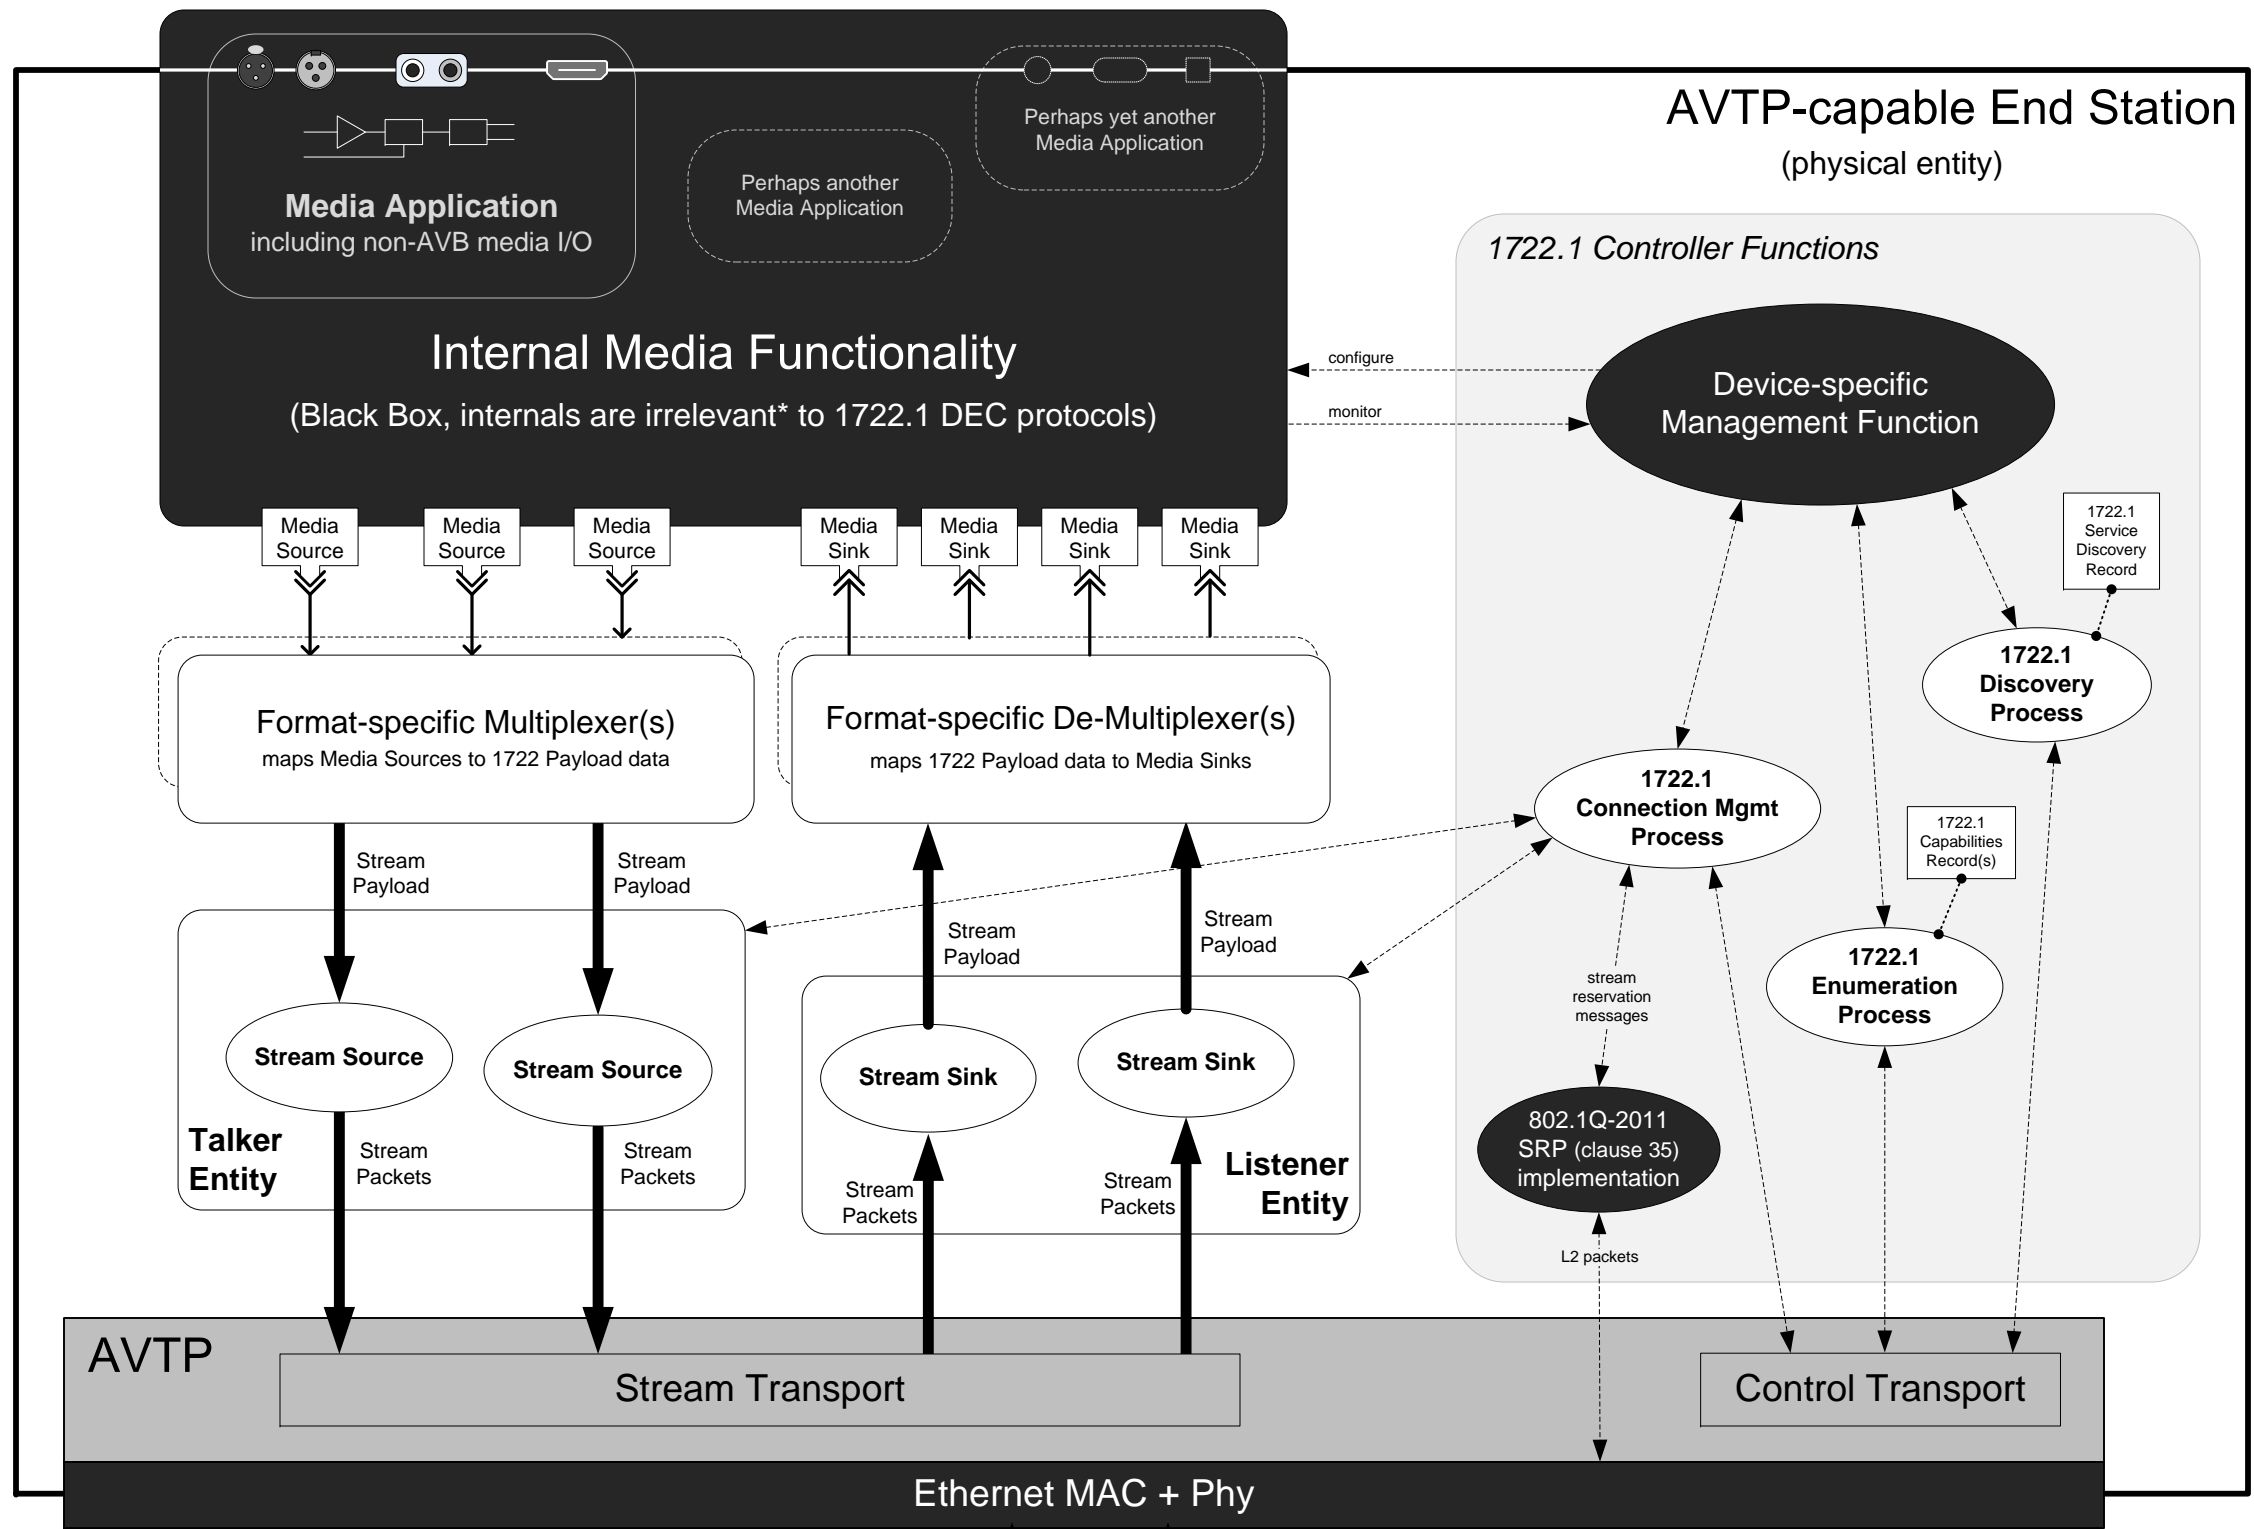 AVTP-capable End Station
(physical entity)
Perhaps yet another
Media Application
Perhaps another
Media Application
Media Application
including non-AVB media I/O
Internal Media Functionality
(Black Box, internals are irrelevant* to 1722.1 DEC protocols)
configure
monitor
1722.1 Controller Functions
Device-specific
Management Function
1722.1
Service
Discovery
Record
Media
Source
Media
Source
Media
Source
Media
Sink
Media
Sink
Media
Sink
Media
Sink
1722.1
Discovery
Process
Format-specific Multiplexer(s)
maps Media Sources to 1722 Payload data
Format-specific De-Multiplexer(s)
maps 1722 Payload data to Media Sinks
1722.1
Connection Mgmt
Process
1722.1
Capabilities
Record(s)
Stream
Payload
Stream
Payload
Stream
Payload
Stream
Payload
1722.1
Enumeration
Process
stream
reservation
messages
Stream Source
Stream Source
Stream Sink
Stream Sink
Talker
Entity
Stream
Packets
Stream
Packets
Stream
Packets
Stream
Packets
Listener
Entity
802.1Q-2011
SRP (clause 35)
implementation
L2 packets
AVTP
Stream Transport
Control Transport
Ethernet MAC + Phy